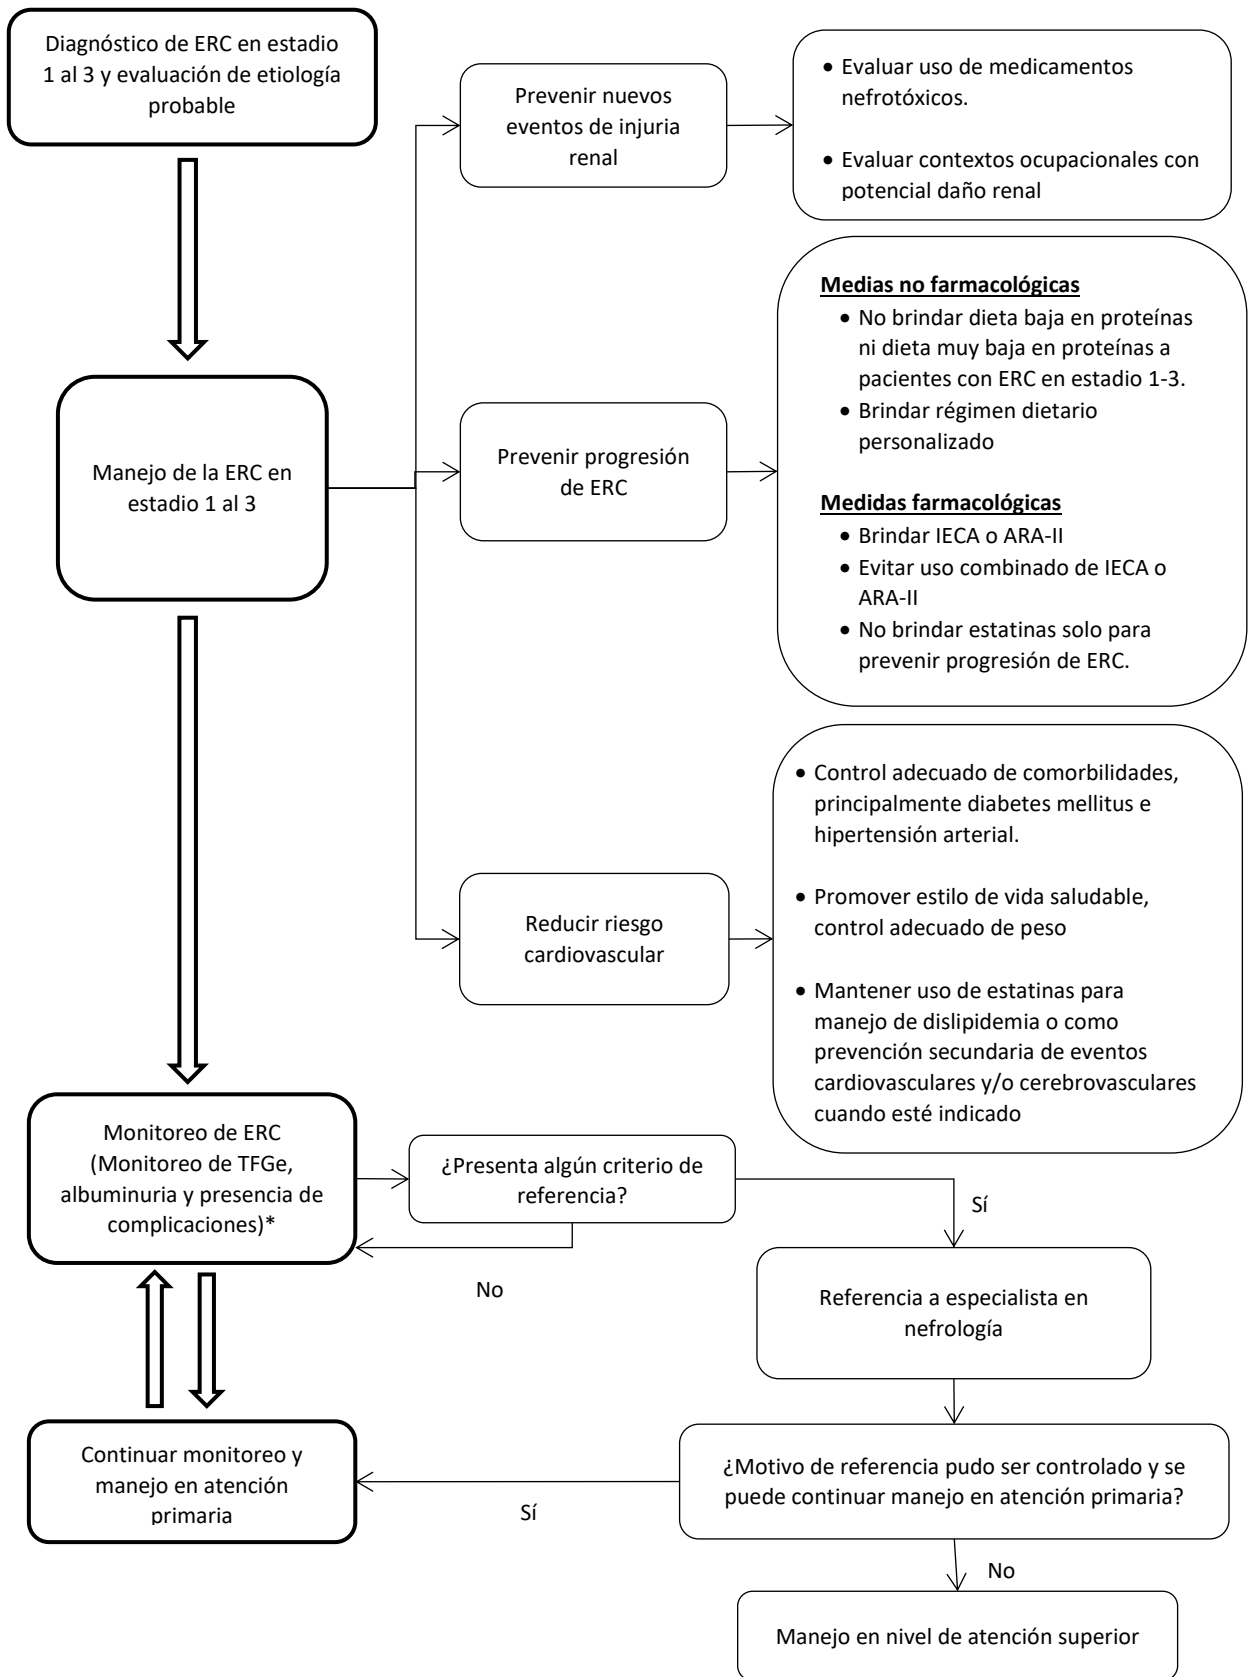 Diagnóstico de ERC en estadio
1 al 3 y evaluación de etiología
probable
Prevenir nuevos
eventos de injuria
renal
• Evaluar uso de medicamentos
nefrotóxicos.
• Evaluar contextos ocupacionales con
potencial daño renal
Manejo de la ERC en
estadio 1 al 3
Prevenir progresión
de ERC
Medias no farmacológicas
• No brindar dieta baja en proteínas
ni dieta muy baja en proteínas a
pacientes con ERC en estadio 1-3.
• Brindar régimen dietario
personalizado
Medidas farmacológicas
• Brindar IECA o ARA-II
• Evitar uso combinado de IECA o
ARA-II
• No brindar estatinas solo para
prevenir progresión de ERC.
Reducir riesgo
cardiovascular
• Control adecuado de comorbilidades,
principalmente diabetes mellitus e
hipertensión arterial.
• Promover estilo de vida saludable,
control adecuado de peso
• Mantener uso de estatinas para
manejo de dislipidemia o como
prevención secundaria de eventos
cardiovasculares y/o cerebrovasculares
cuando esté indicado
Monitoreo de ERC
(Monitoreo de TFGe,
albuminuria y presencia de
complicaciones)*
¿Presenta algún criterio de
referencia?
Sí
No
Referencia a especialista en
nefrología
Continuar monitoreo y
manejo en atención
primaria
¿Motivo de referencia pudo ser controlado y se
puede continuar manejo en atención primaria?
Sí
No
Manejo en nivel de atención superior